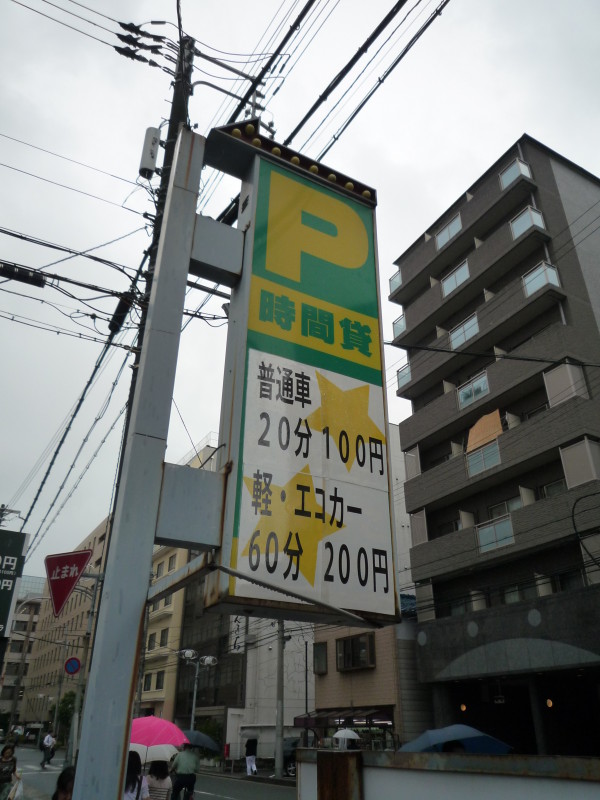 P
時間貸
普通車
20分100円
軽・エコカー
60分 200円
止まれ